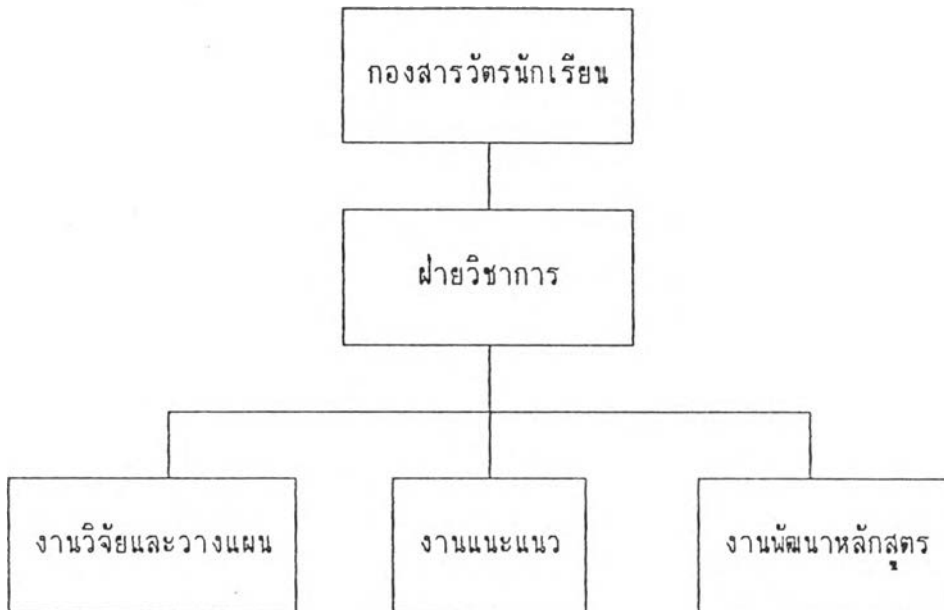 กองสารวัตรนักเรียน
ฝ่ายวิชาการ
งานวิจัยและวางแผน
งานแนะแนว
งานพัฒนาหลักสูตร